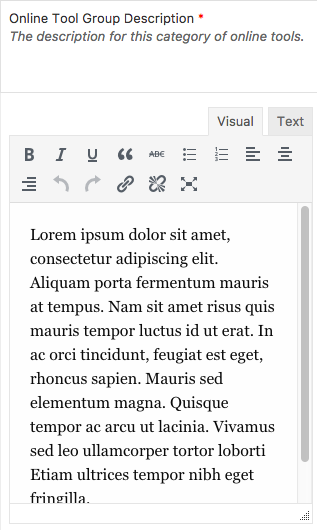 Online Tool Group Description *
The description for this category of online tools.
Visual Text
B I U ABC
Lorem ipsum dolor sit amet,
consectetur adipiscing elit.
Aliquam porta fermentum mauris
at tempus. Nam sit amet risus quis
mauris tempor luctus id ut erat. In
ac orci tincidunt, feugiat est eget,
rhoncus sapien. Mauris sed
elementum magna. Quisque
tempor ac arcu ut lacinia. Vivamus
sed leo ullamcorper tortor loborti
Etiam ultrices tempor nibh eget
fringilla.